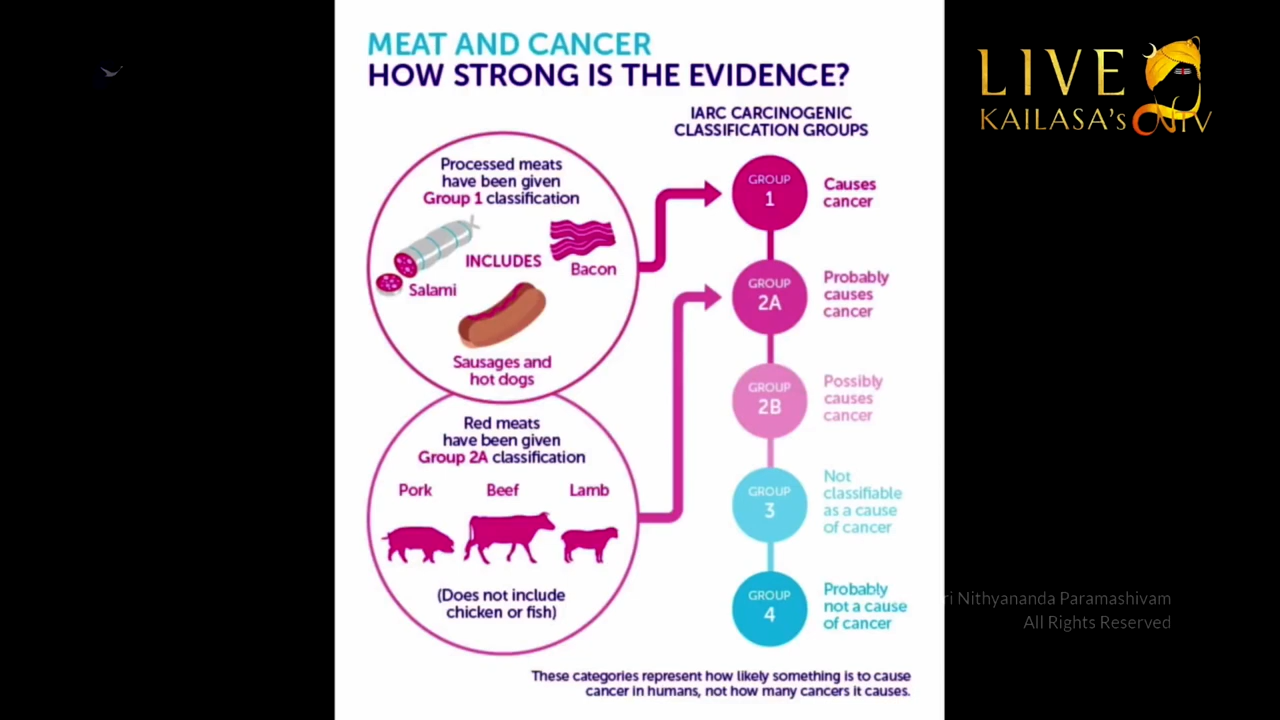 MEAT AND CANCER
HOW STRONG IS THE EVIDENCE?
IARC CARCINOGENIC
CLASSIFICATION GROUPS
Processed meats
have been given
Group 1 classification
INCLUDES
Salami
Bacon
Sausages and
hot dogs
Red meats
have been given
Group 2A classification
Pork
Beef
Lamb
(Does not include
chicken or fish)
GROUP
1
Causes
cancer
GROUP
2A
Probably
causes
cancer
GROUP
2B
Possibly
causes
cancer
GROUP
3
Not
classifiable
as a cause
of cancer
GROUP
4
Probably
not a cause
of cancer
These categories represent how likely something is to cause
cancer in humans, not how many cancers it causes.
LIVE
KAILASA's
Nithyananda Paramashivam
All Rights Reserved